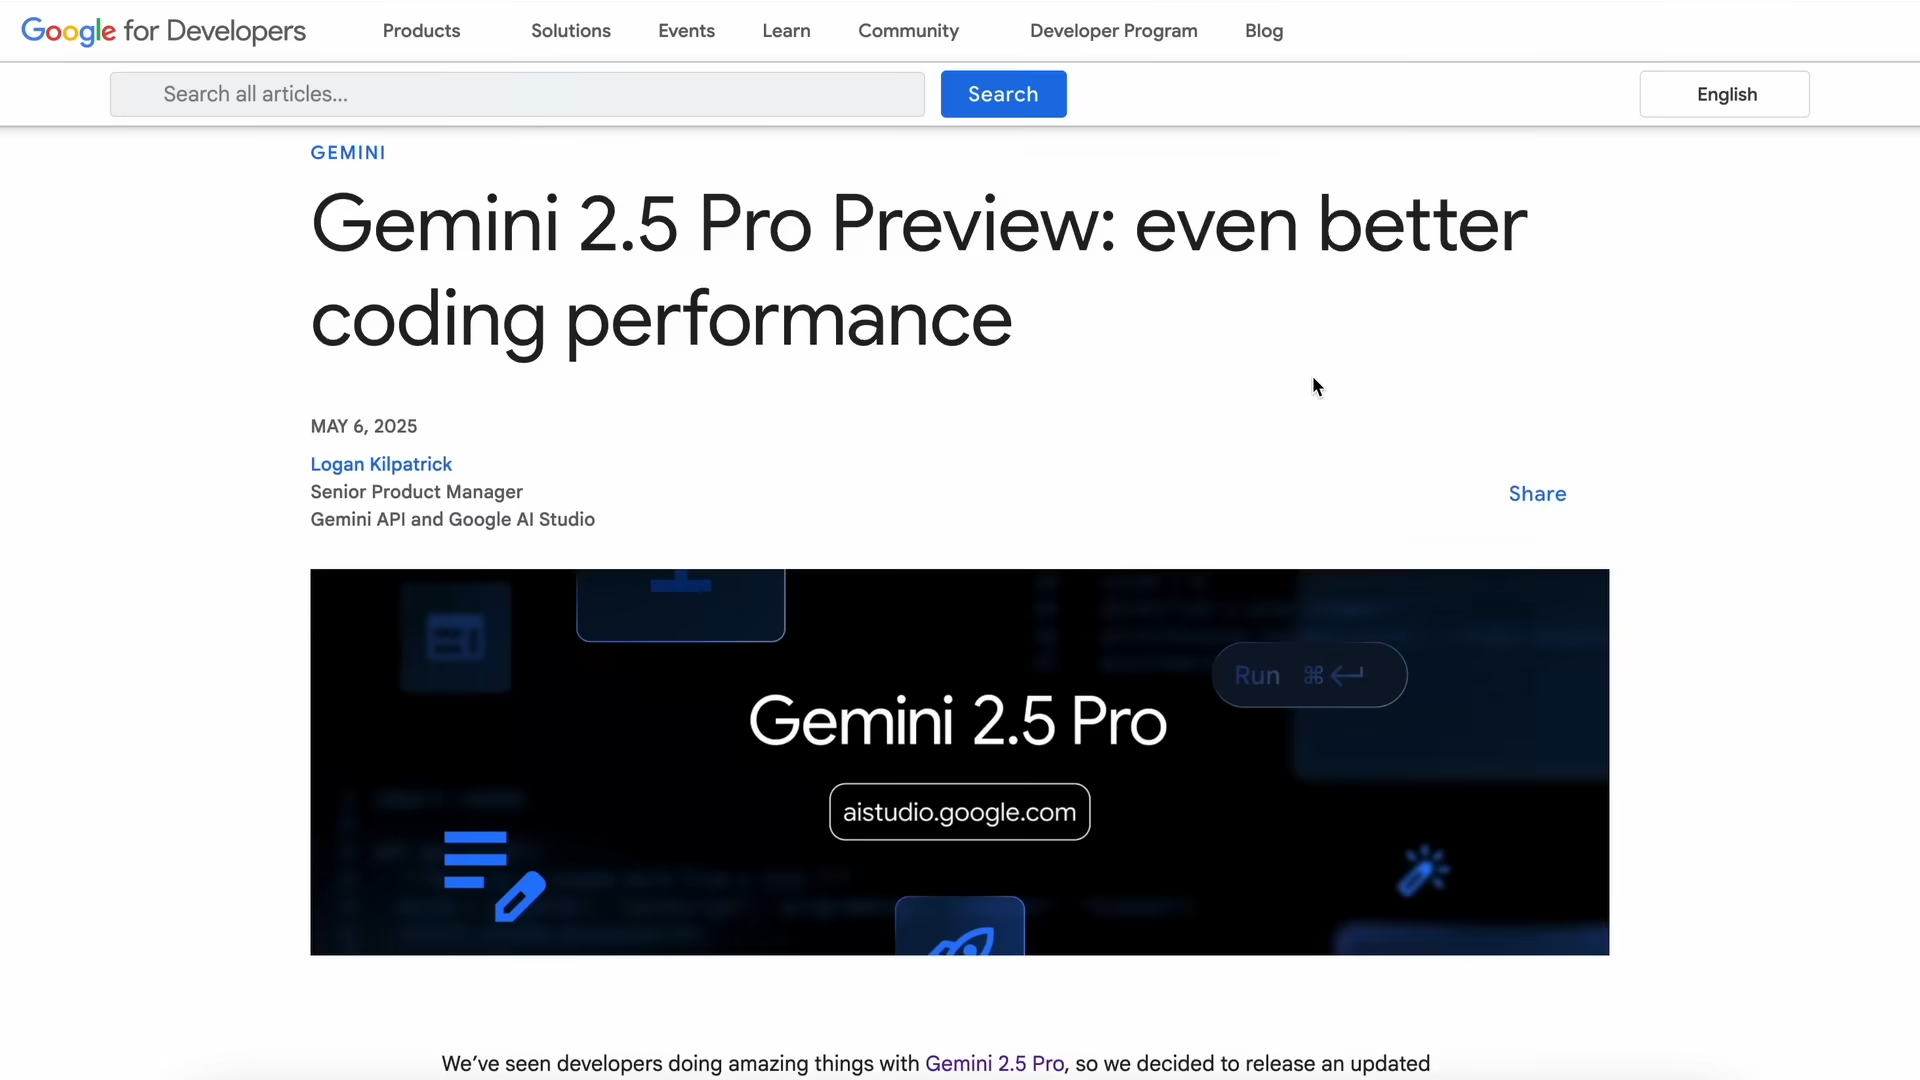 Google for Developers
Products
Solutions
Events
Learn
Community
Developer Program
Blog
Search all articles...
Search
English
GEMINI
Gemini 2.5 Pro Preview: even better
coding performance
MAY 6, 2025
Logan Kilpatrick
Senior Product Manager
Gemini API and Google AI Studio
Share
Run ⌘↵
Gemini 2.5 Pro
aistudio.google.com
We’ve seen developers doing amazing things with Gemini 2.5 Pro, so we decided to release an updated